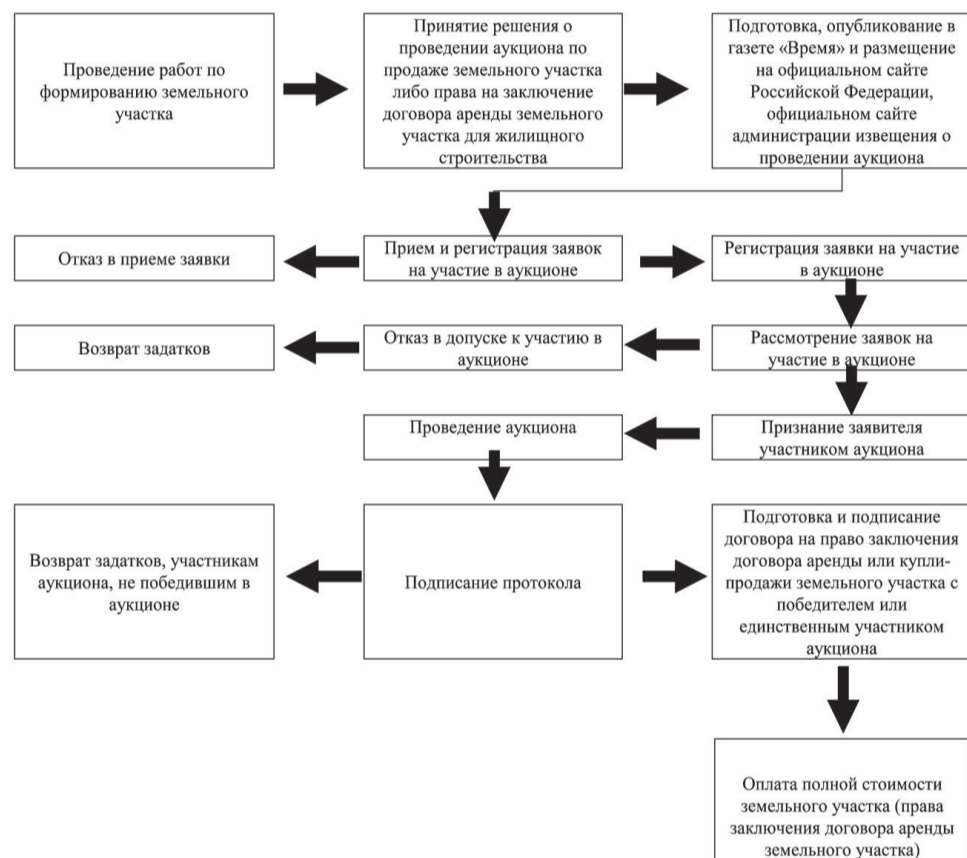 Проведение работ по
формированию земельного
участка
Принятие решения о
проведении аукциона по
продаже земельного участка
либо права на заключение
договора аренды земельного
участка для жилищного
строительства
Подготовка, опубликование в
газете «Время» и размещение
на официальном сайте
Российской Федерации,
официальном сайте
администрации извещения о
проведении аукциона
Отказ в приеме заявки
Прием и регистрация заявок
на участие в аукционе
Регистрация заявки на участие
в аукционе
Возврат задатков
Отказ в допуске к участию в
аукционе
Рассмотрение заявок на
участие в аукционе
Проведение аукциона
Признание заявителя
участником аукциона
Возврат задатков, участникам
аукциона, не победившим в
аукционе
Подписание протокола
Подготовка и подписание
договора на право заключения
договора аренды или купли-
продажи земельного участка с
победителем или
единственным участником
аукциона
Оплата полной стоимости
земельного участка (права
заключения договора аренды
земельного участка)